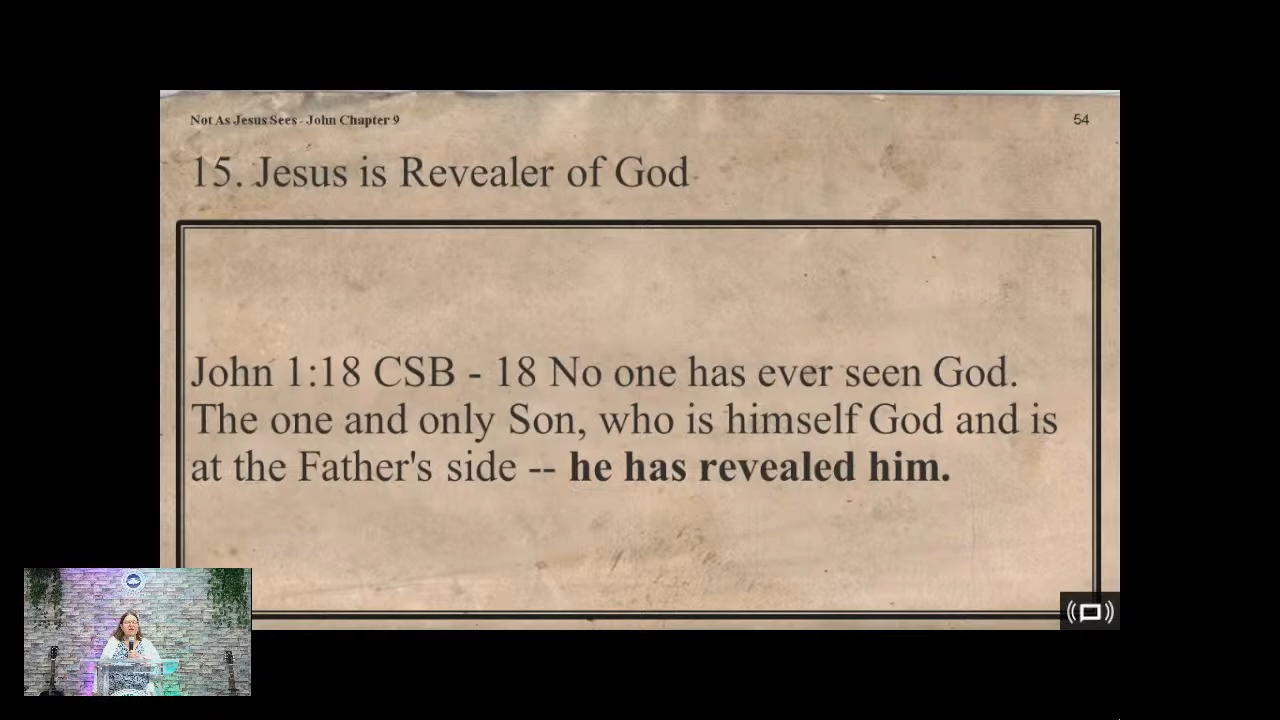 Not As Jesus Sees - John Chapter 9
54
15. Jesus is Revealer of God
John 1:18 CSB - 18 No one has ever seen God.
The one and only Son, who is himself God and is
at the Father's side -- he has revealed him.